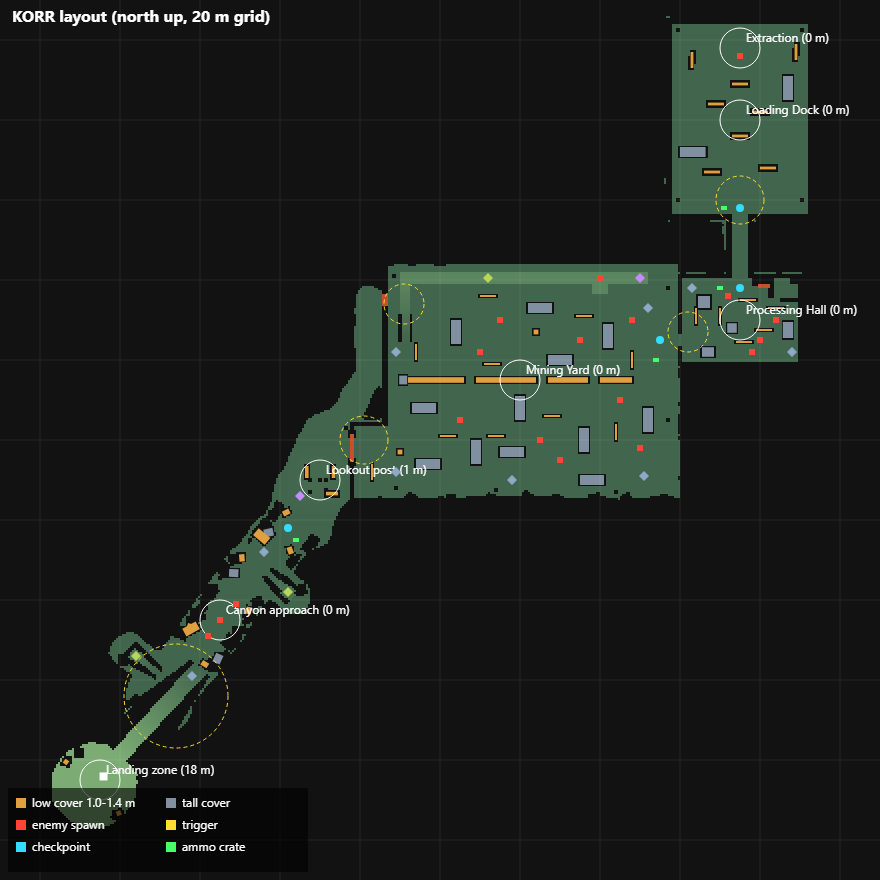 KORR layout (north up, 20 m grid)
Extraction (0 m)
Loading Dock (0 m)
Processing Hall (0 m)
Mining Yard (0 m)
Lookout post (1 m)
Canyon approach (0 m)
Landing zone (18 m)
low cover 1.0-1.4 m
tall cover
enemy spawn
trigger
checkpoint
ammo crate